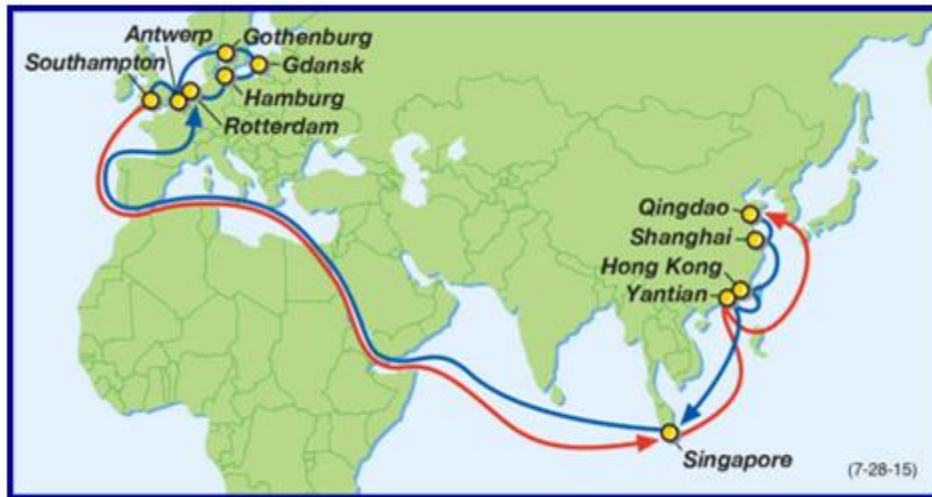 Antwerp
Gothenburg
Southampton
Gdansk
Hamburg
Rotterdam
Qingdao
Shanghai
Hong Kong
Yantian
Singapore
(7-28-15)